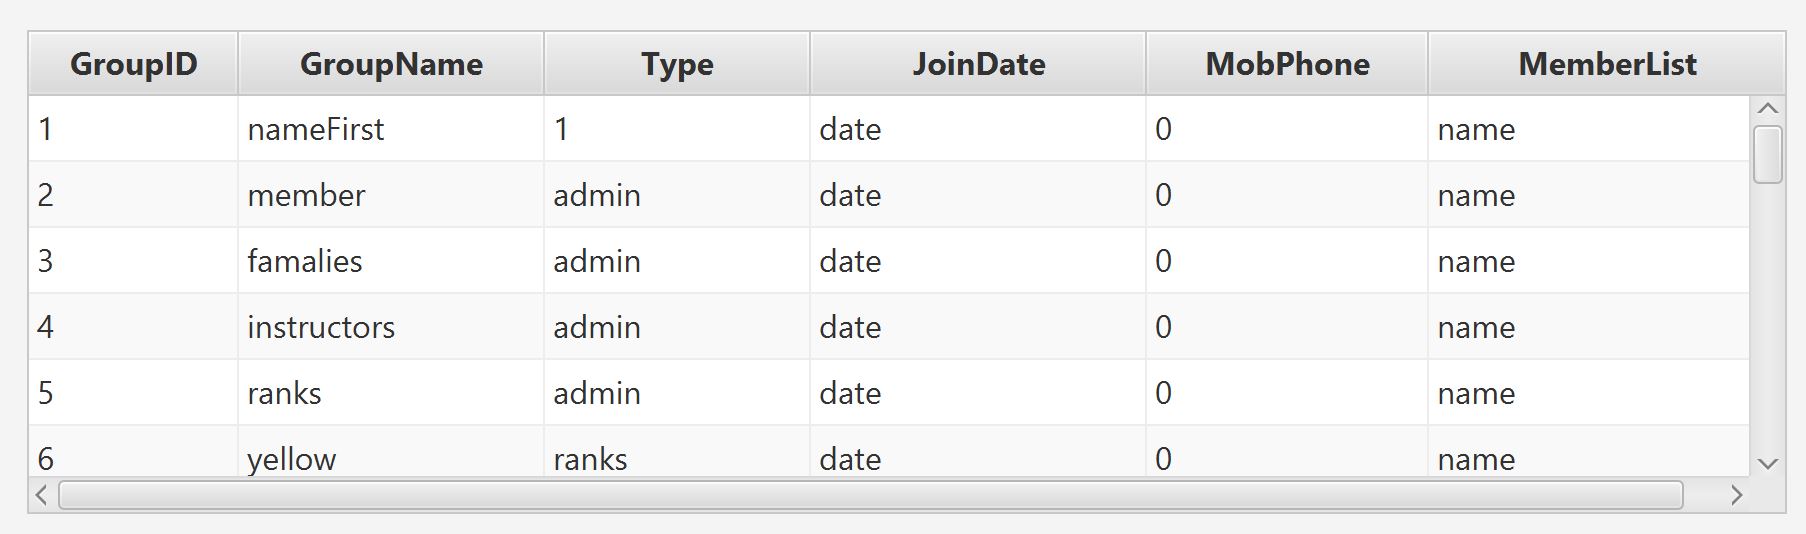 GroupID GroupName Type JoinDate MobPhone MemberList
1 nameFirst 1 date 0 name
2 member admin date 0 name
3 famalies admin date 0 name
4 instructors admin date 0 name
5 ranks admin date 0 name
6 yellow ranks date 0 name